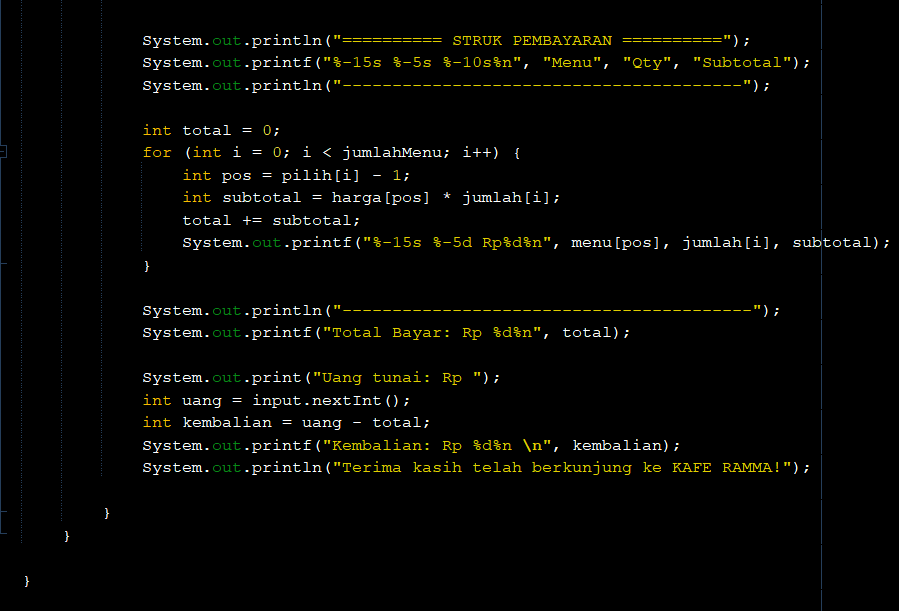 System.out.println("========== STRUK PEMBAYARAN ==========");
System.out.printf("%-15s %-5s %-10s%n", "Menu", "Qty", "Subtotal");
System.out.println("----------------------------------------");
int total = 0;
for (int i = 0; i < jumlahMenu; i++) {
int pos = pilih[i] - 1;
int subtotal = harga[pos] * jumlah[i];
total += subtotal;
System.out.printf("%-15s %-5d Rp%d%n", menu[pos], jumlah[i], subtotal);
}
System.out.println("-----------------------------------------");
System.out.printf("Total Bayar: Rp %d%n", total);
System.out.print("Uang tunai: Rp ");
int uang = input.nextInt();
int kembalian = uang - total;
System.out.printf("Kembalian: Rp %d%n \n", kembalian);
System.out.println("Terima kasih telah berkunjung ke KAFE RAMMA!");
}
}
}